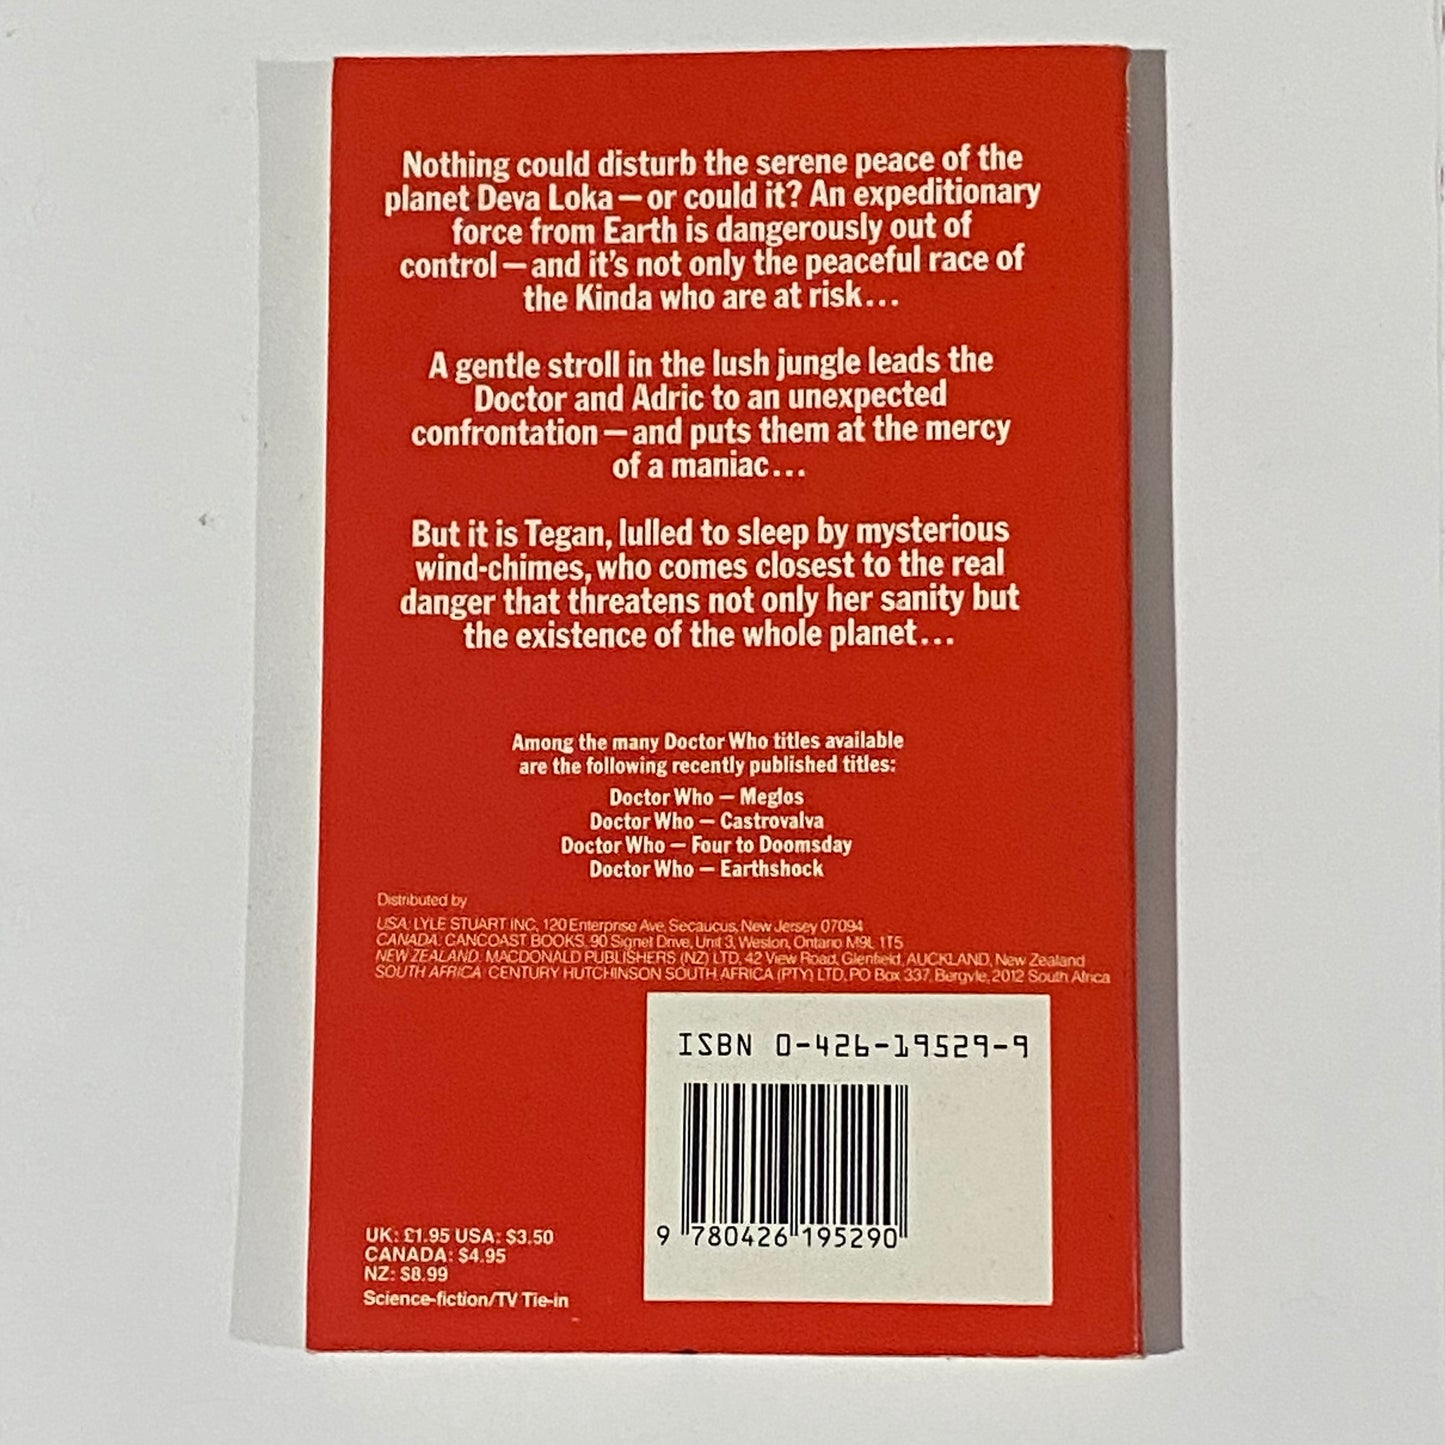 Nothing could disturb the serene peace of the
planet Deva Loka — or could it? An expeditionary
force from Earth is dangerously out of
control — and it's not only the peaceful race of
the Kinda who are at risk...
A gentle stroll in the lush jungle leads the
Doctor and Adric to an unexpected
confrontation — and puts them at the mercy
of a maniac...
But it is Tegan, lulled to sleep by mysterious
wind-chimes, who comes closest to the real
danger that threatens not only her sanity but
the existence of the whole planet...
Among the many Doctor Who titles available
are the following recently published titles:
Doctor Who — Meglos
Doctor Who — Castrovalva
Doctor Who — Four to Doomsday
Doctor Who — Earthshock
Distributed by
USA: LYLE STUART INC, 120 Enterprise Ave, Secaucus, New Jersey 07094
CANADA: CANCOAST BOOKS, 90 Signet Drive, Unit 3, Weston, Ontario M9L 1T5
NEW ZEALAND: MACDONALD PUBLISHERS (NZ) LTD, 42 View Road, Glenfield, AUCKLAND, New Zealand
SOUTH AFRICA: CENTURY HUTCHINSON SOUTH AFRICA (PTY) LTD, PO Box 337, Bergvle, 2012 South Africa
ISBN 0-426-19529-9
9 780426 195290
UK: £1.95 USA: $3.50
CANADA: $4.95
NZ: $8.99
Science-fiction/TV Tie-in